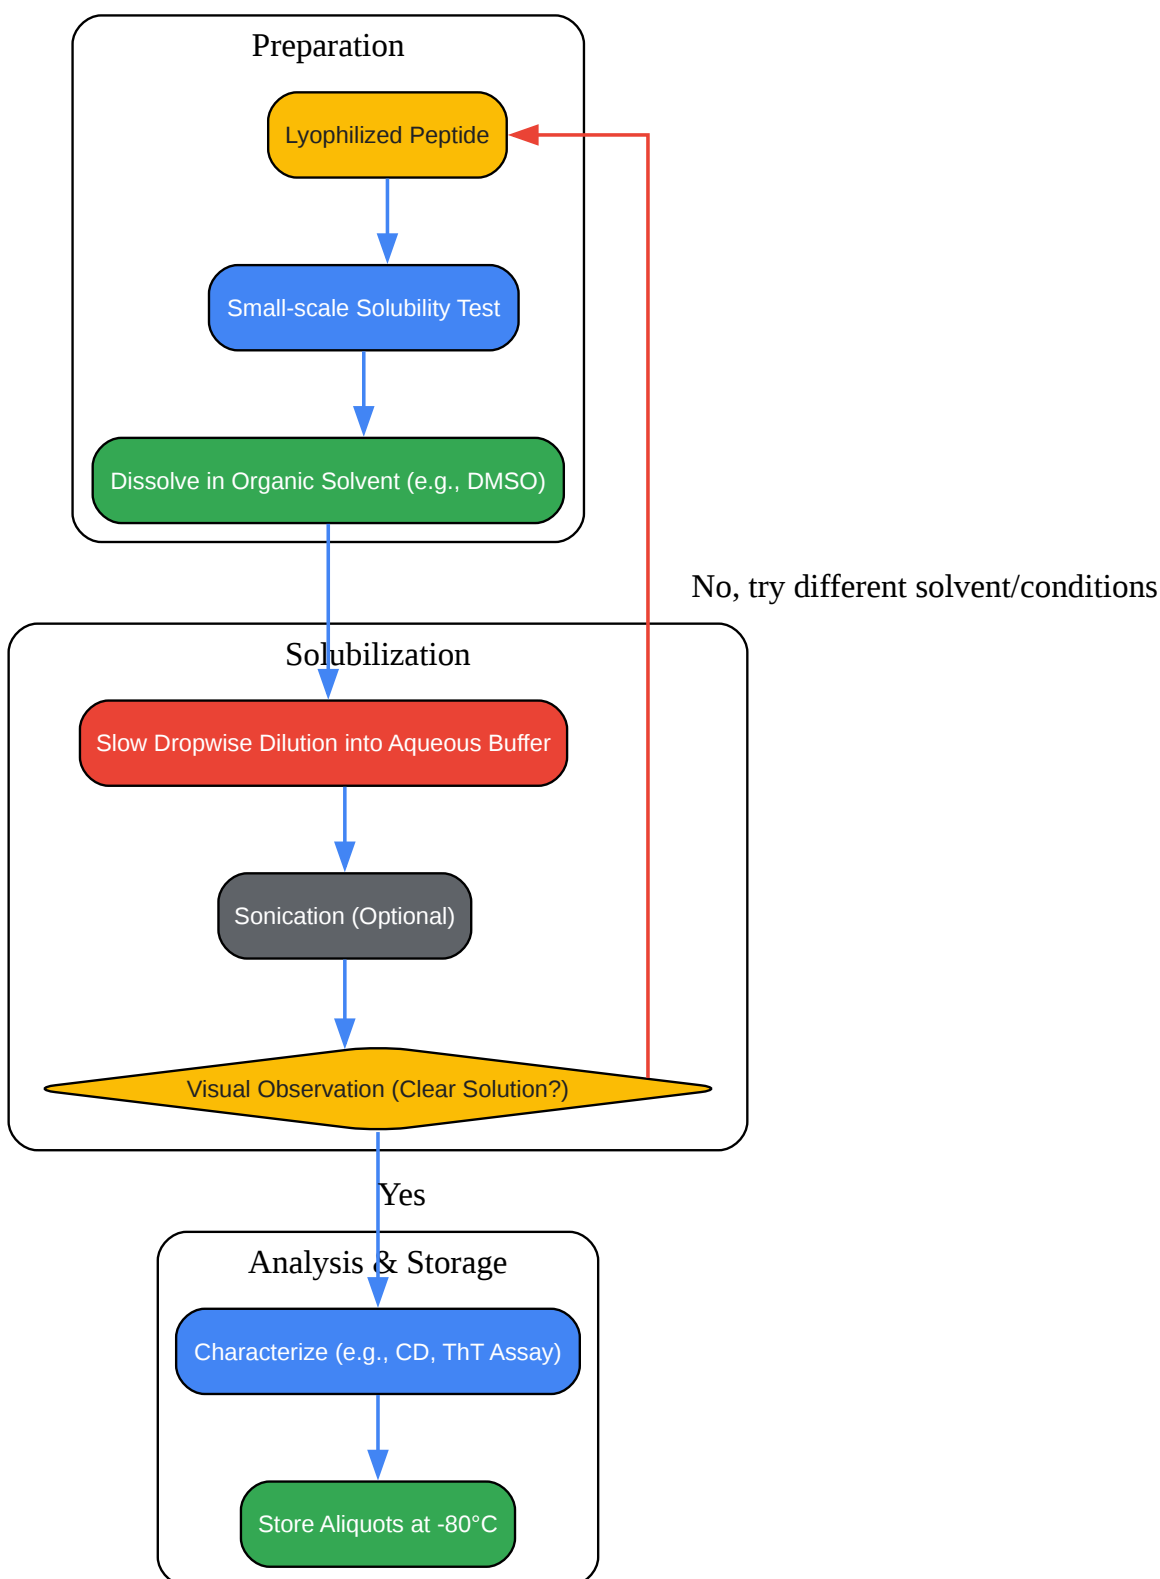 Preparation
Lyophilized Peptide
Small-scale Solubility Test
Dissolve in Organic Solvent (e.g., DMSO)
No, try different solvent/conditions
Solubilization
Slow Dropwise Dilution into Aqueous Buffer
Sonication (Optional)
Visual Observation (Clear Solution?)
Yes
Analysis & Storage
Characterize (e.g., CD, ThT Assay)
Store Aliquots at -80°C